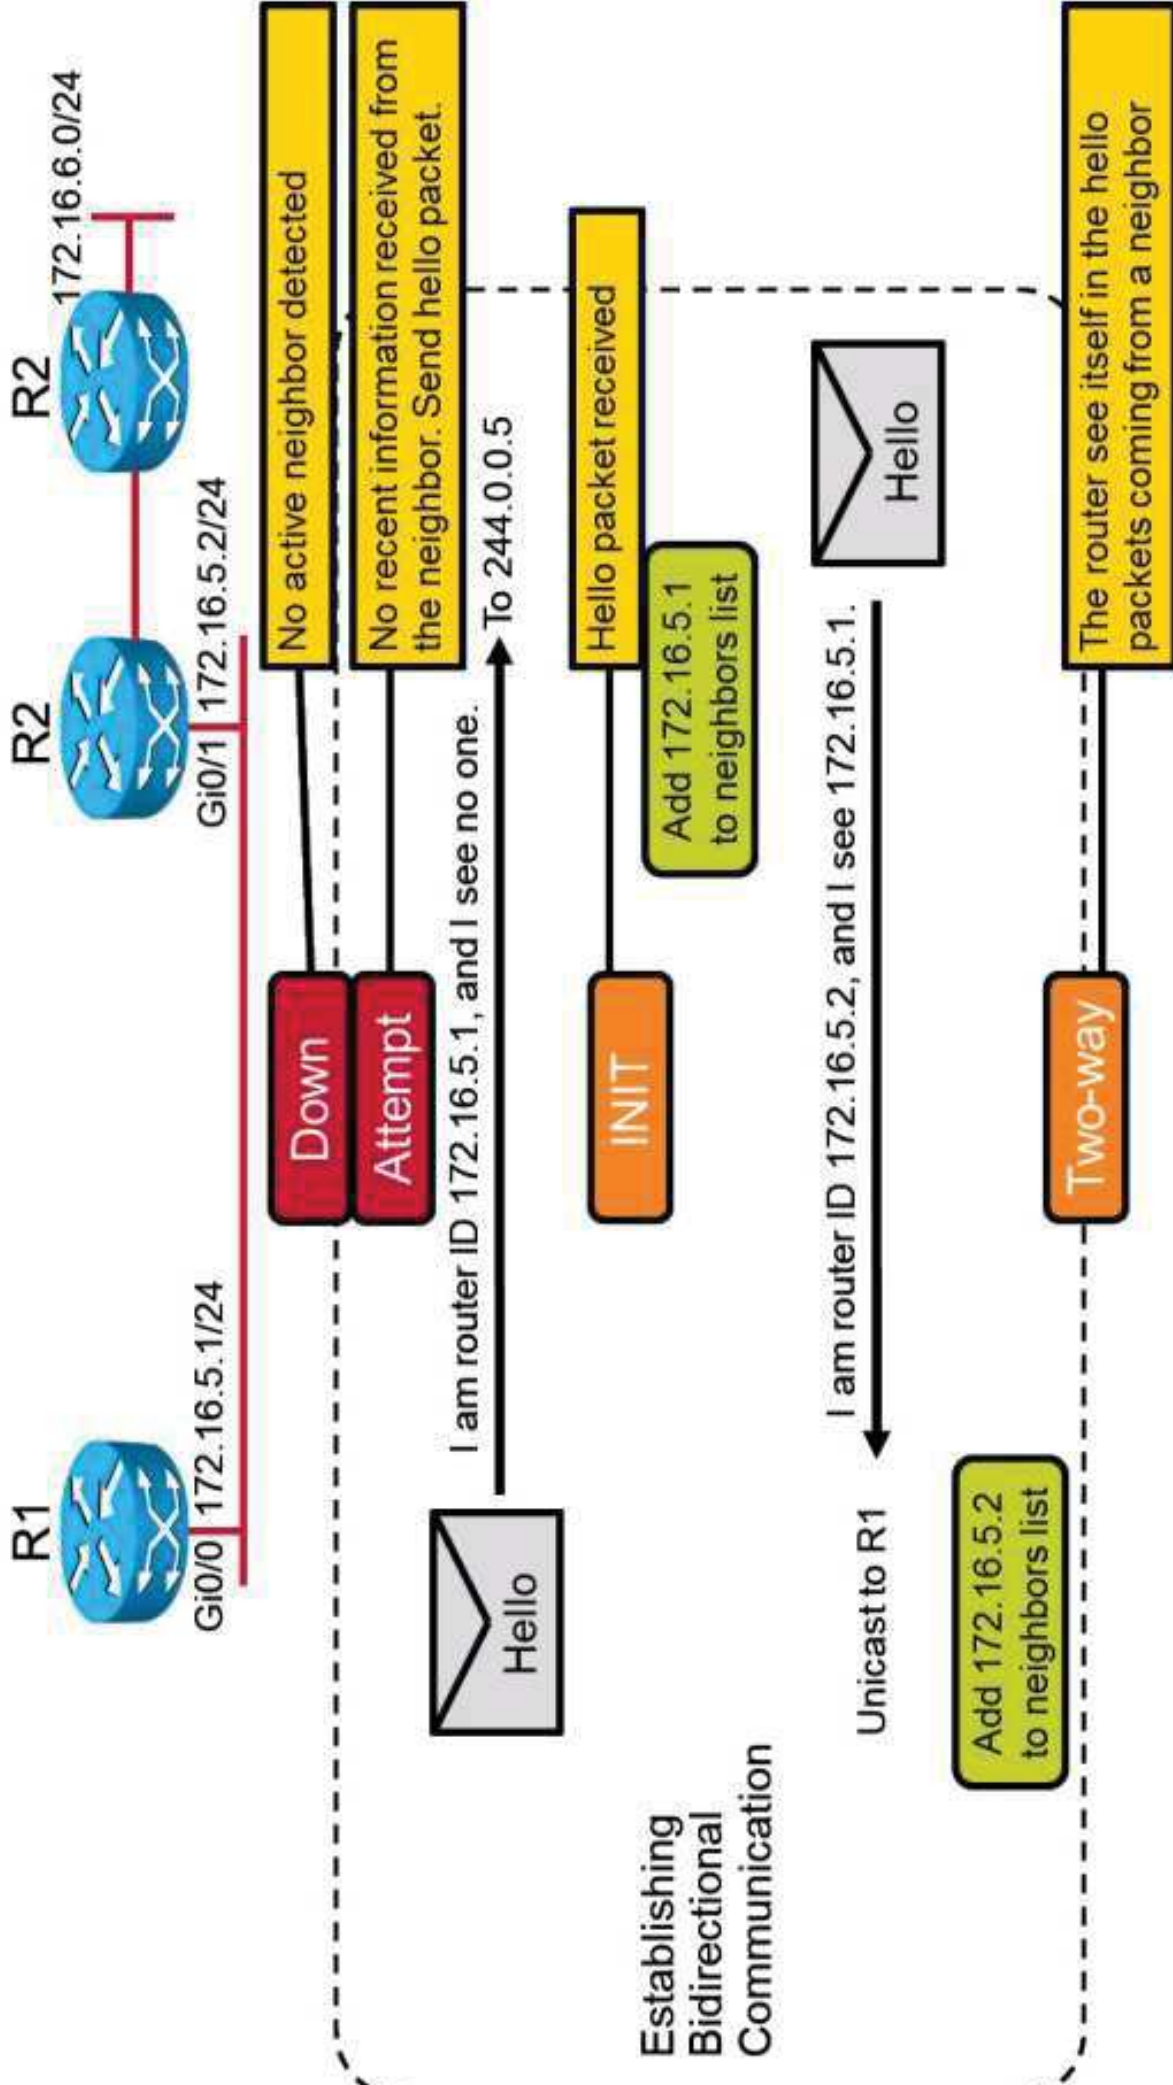 R1
R2
R2
172.16.6.0/24
Gi0/0
172.16.5.1/24
Gi0/1
172.16.5.2/24
Down
No active neighbor detected
Attempt
No recent information received from
the neighbor. Send hello packet.
I am router ID 172.16.5.1, and I see no one.
To 244.0.0.5
Hello
INIT
Hello packet received
Add 172.16.5.1
to neighbors list
Establishing
Bidirectional
Communication
I am router ID 172.16.5.2, and I see 172.16.5.1.
Unicast to R1
Hello
Add 172.16.5.2
to neighbors list
Two-way
The router see itself in the hello
packets coming from a neighbor